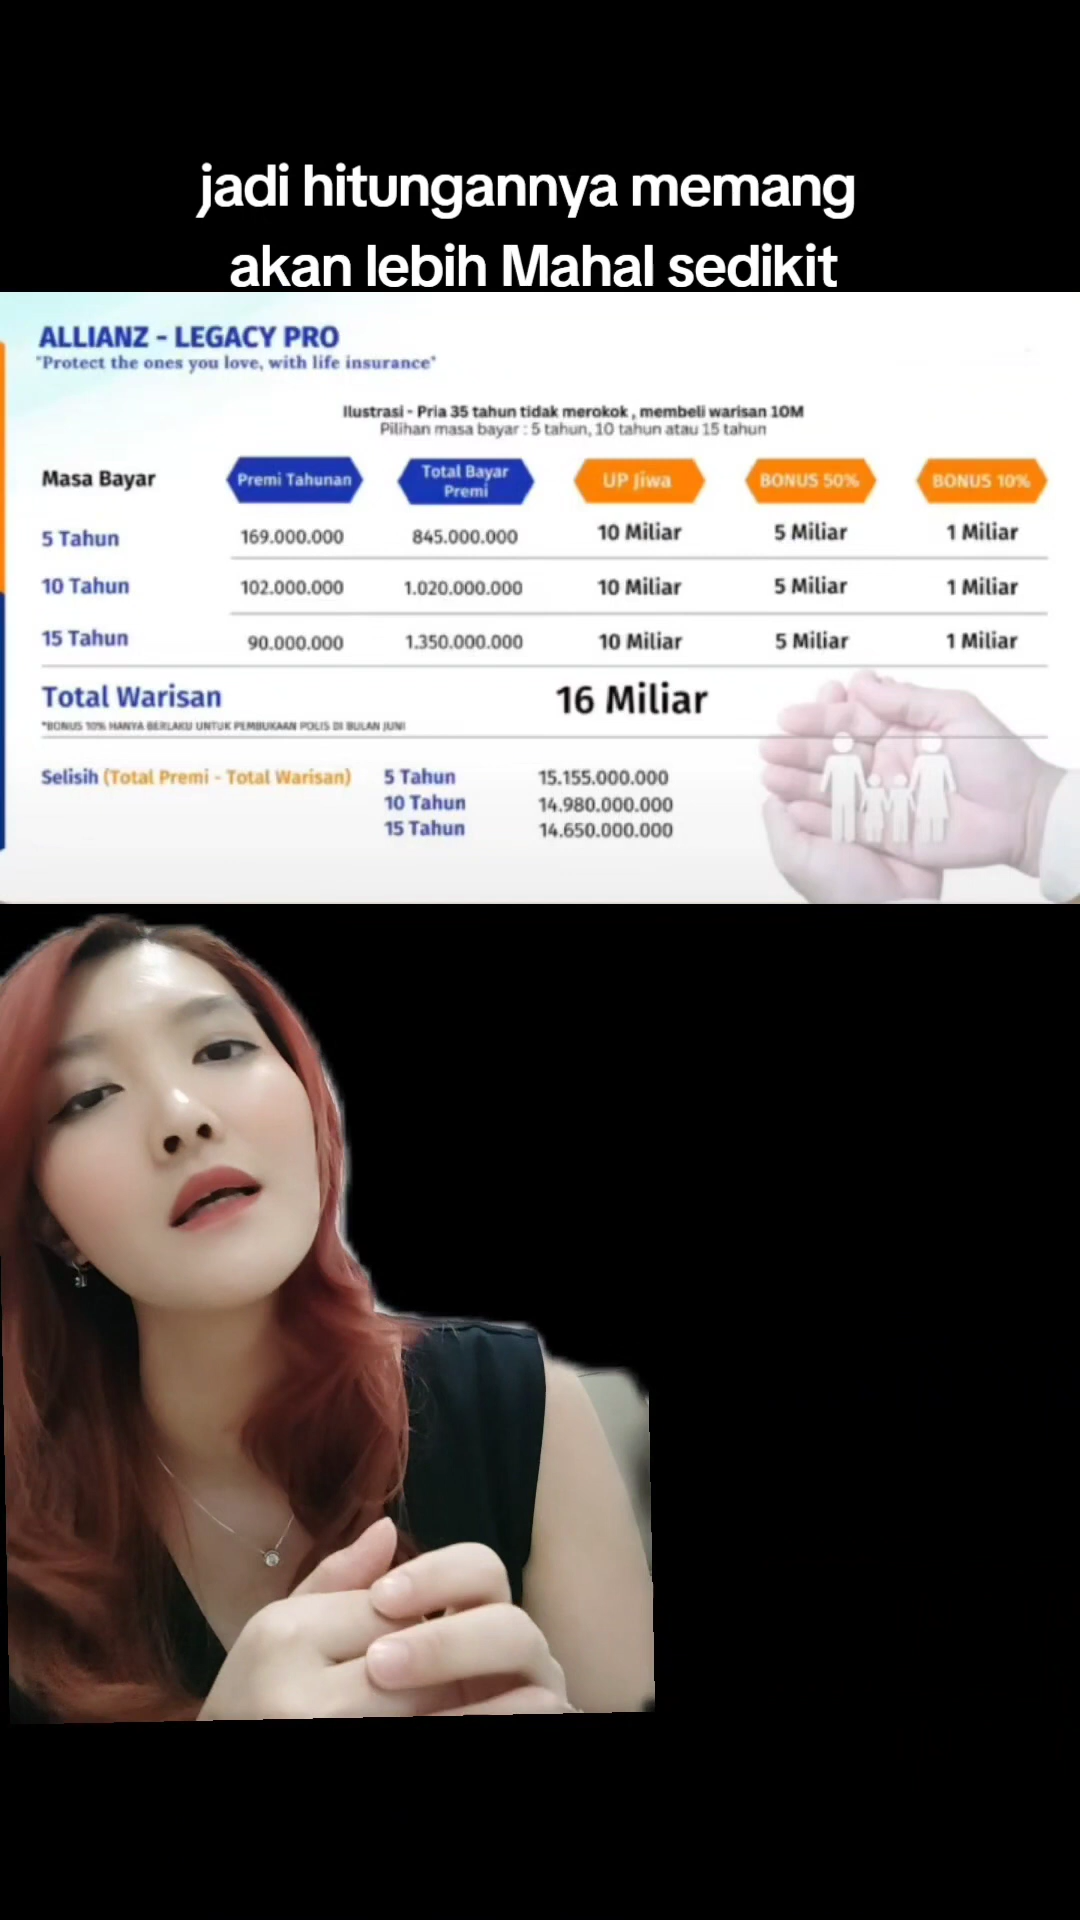 jadi hitungannya memang
akan lebih Mahal sedikit
ALLIANZ - LEGACY PRO
"Protect the ones you love, with life insurance"
Ilustrasi - Pria 35 tahun tidak merokok , membeli warisan 10M
Pilihan masa bayar : 5 tahun, 10 tahun atau 15 tahun
Masa Bayar Premi Tahunan Total Bayar Premi UP Jiwa BONUS 50% BONUS 10%
5 Tahun 169.000.000 845.000.000 10 Miliar 5 Miliar 1 Miliar
10 Tahun 102.000.000 1.020.000.000 10 Miliar 5 Miliar 1 Miliar
15 Tahun 90.000.000 1.350.000.000 10 Miliar 5 Miliar 1 Miliar
Total Warisan 16 Miliar
*BONUS 10% HANYA BERLAKU UNTUK PEMBUKAAN POLIS DI BULAN JUNI
Selisih (Total Premi - Total Warisan) 5 Tahun 15.155.000.000
10 Tahun 14.980.000.000
15 Tahun 14.650.000.000